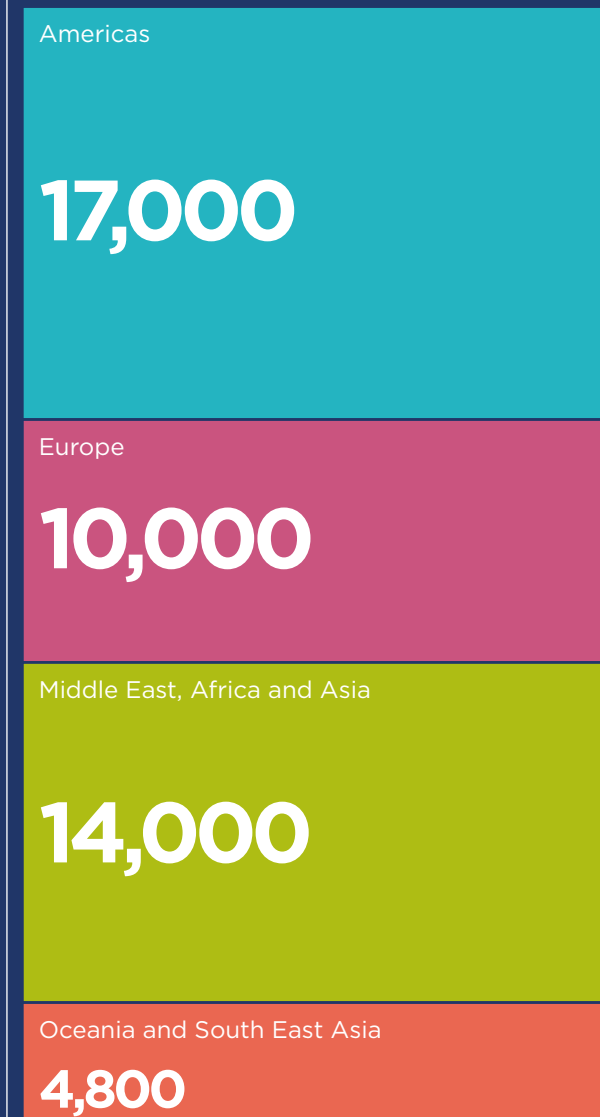 Americas
17,000
Europe
10,000
Middle East, Africa and Asia
14,000
Oceania and South East Asia
4,800